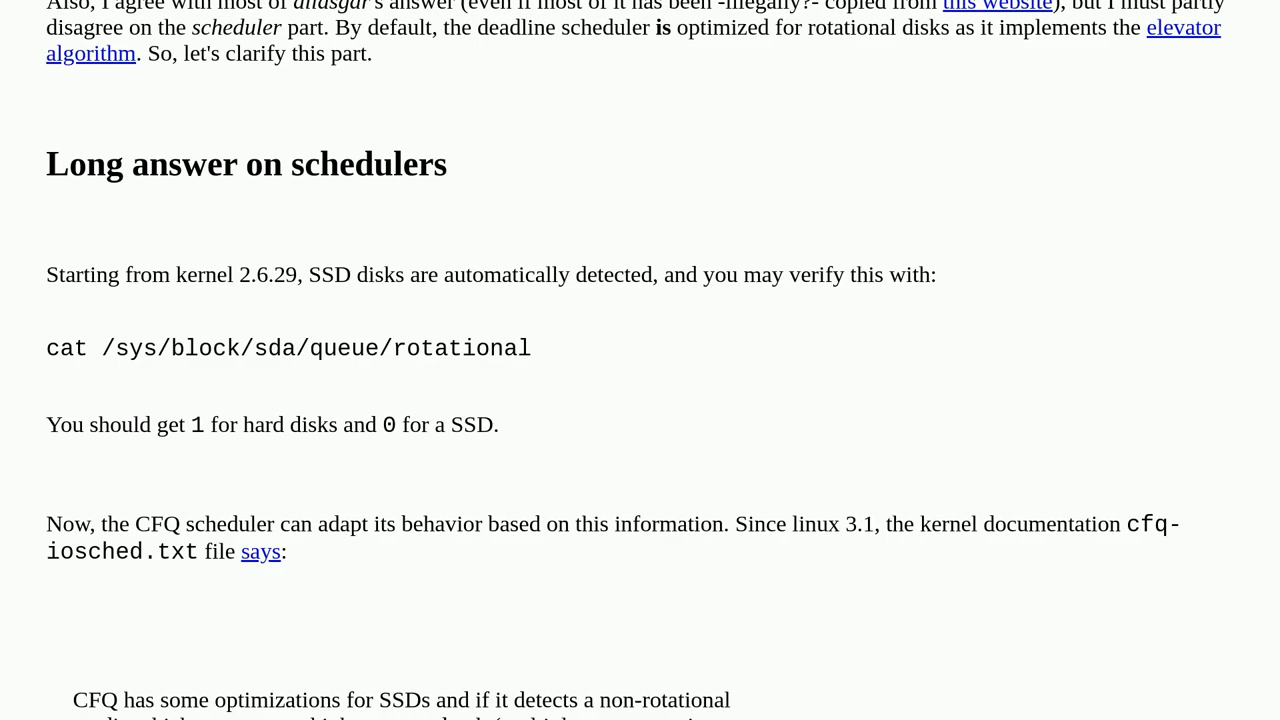 Also, I agree with most of dhasgar's answer (even if most of it has been -illegally?- copied from this website), but I must partly
disagree on the scheduler part. By default, the deadline scheduler is optimized for rotational disks as it implements the elevator
algorithm. So, let's clarify this part.
Long answer on schedulers
Starting from kernel 2.6.29, SSD disks are automatically detected, and you may verify this with:
cat /sys/block/sda/queue/rotational
You should get 1 for hard disks and 0 for a SSD.
Now, the CFQ scheduler can adapt its behavior based on this information. Since linux 3.1, the kernel documentation cfq-
iosched.txt file says:
CFQ has some optimizations for SSDs and if it detects a non-rotational